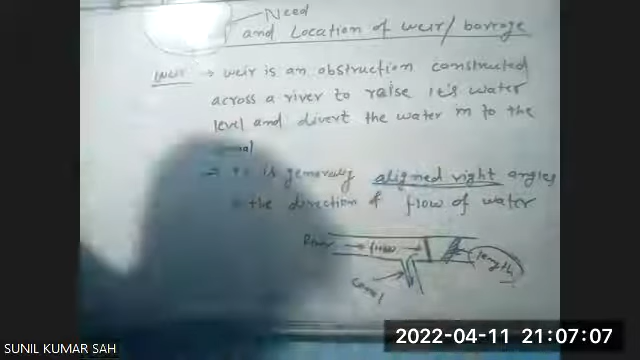 Need
and Location of weir/ barrage
weir → weir is an obstruction constructed
across a river to raise it's water
level and divert the water in to the
→ is generally aligned right angles
the direction of flow of water
River → flow →
length
canal
SUNIL KUMAR SAH
2022-04-11 21:07:07